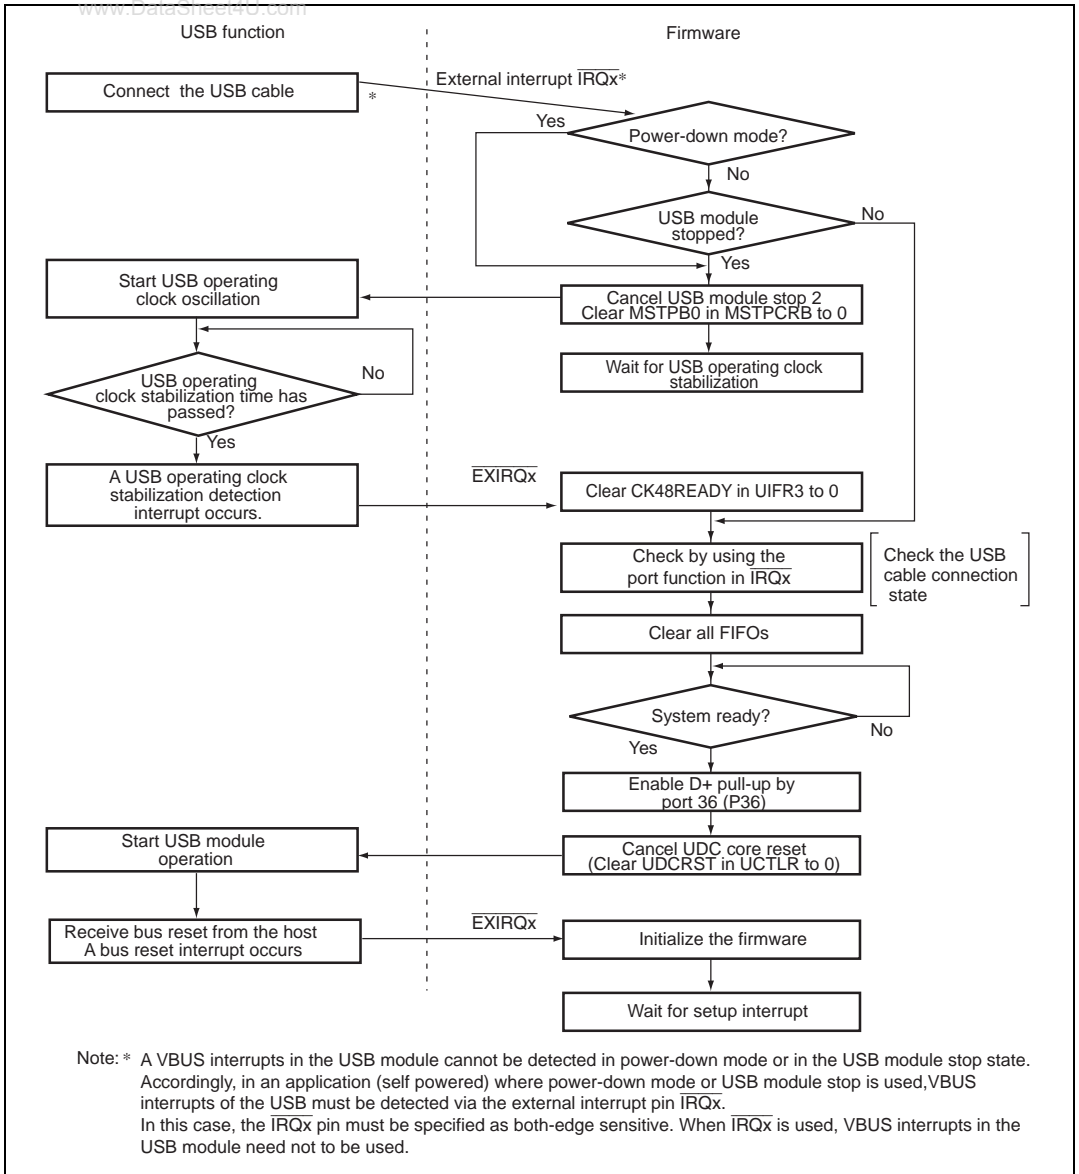 www.DataSheet4U.com
USB function
Firmware
Connect the USB cable
*
External interrupt IRQx*
Power-down mode?
Yes
No
USB module
stopped?
No
Yes
Start USB operating
clock oscillation
Cancel USB module stop 2
Clear MSTPB0 in MSTPCRB to 0
Wait for USB operating clock
stabilization
USB operating
clock stabilization time has
passed?
No
Yes
A USB operating clock
stabilization detection
interrupt occurs.
EXIRQx
Clear CK48READY in UIFR3 to 0
Check by using the
port function in IRQx
Check the USB
cable connection
state
Clear all FIFOs
System ready?
No
Yes
Enable D+ pull-up by
port 36 (P36)
Start USB module
operation
Cancel UDC core reset
(Clear UDCRST in UCTLR to 0)
Receive bus reset from the host
A bus reset interrupt occurs
EXIRQx
Initialize the firmware
Wait for setup interrupt
Note: * A VBUS interrupts in the USB module cannot be detected in power-down mode or in the USB module stop state.
Accordingly, in an application (self powered) where power-down mode or USB module stop is used,VBUS
interrupts of the USB must be detected via the external interrupt pin IRQx.
In this case, the IRQx pin must be specified as both-edge sensitive. When IRQx is used, VBUS interrupts in the
USB module need not to be used.